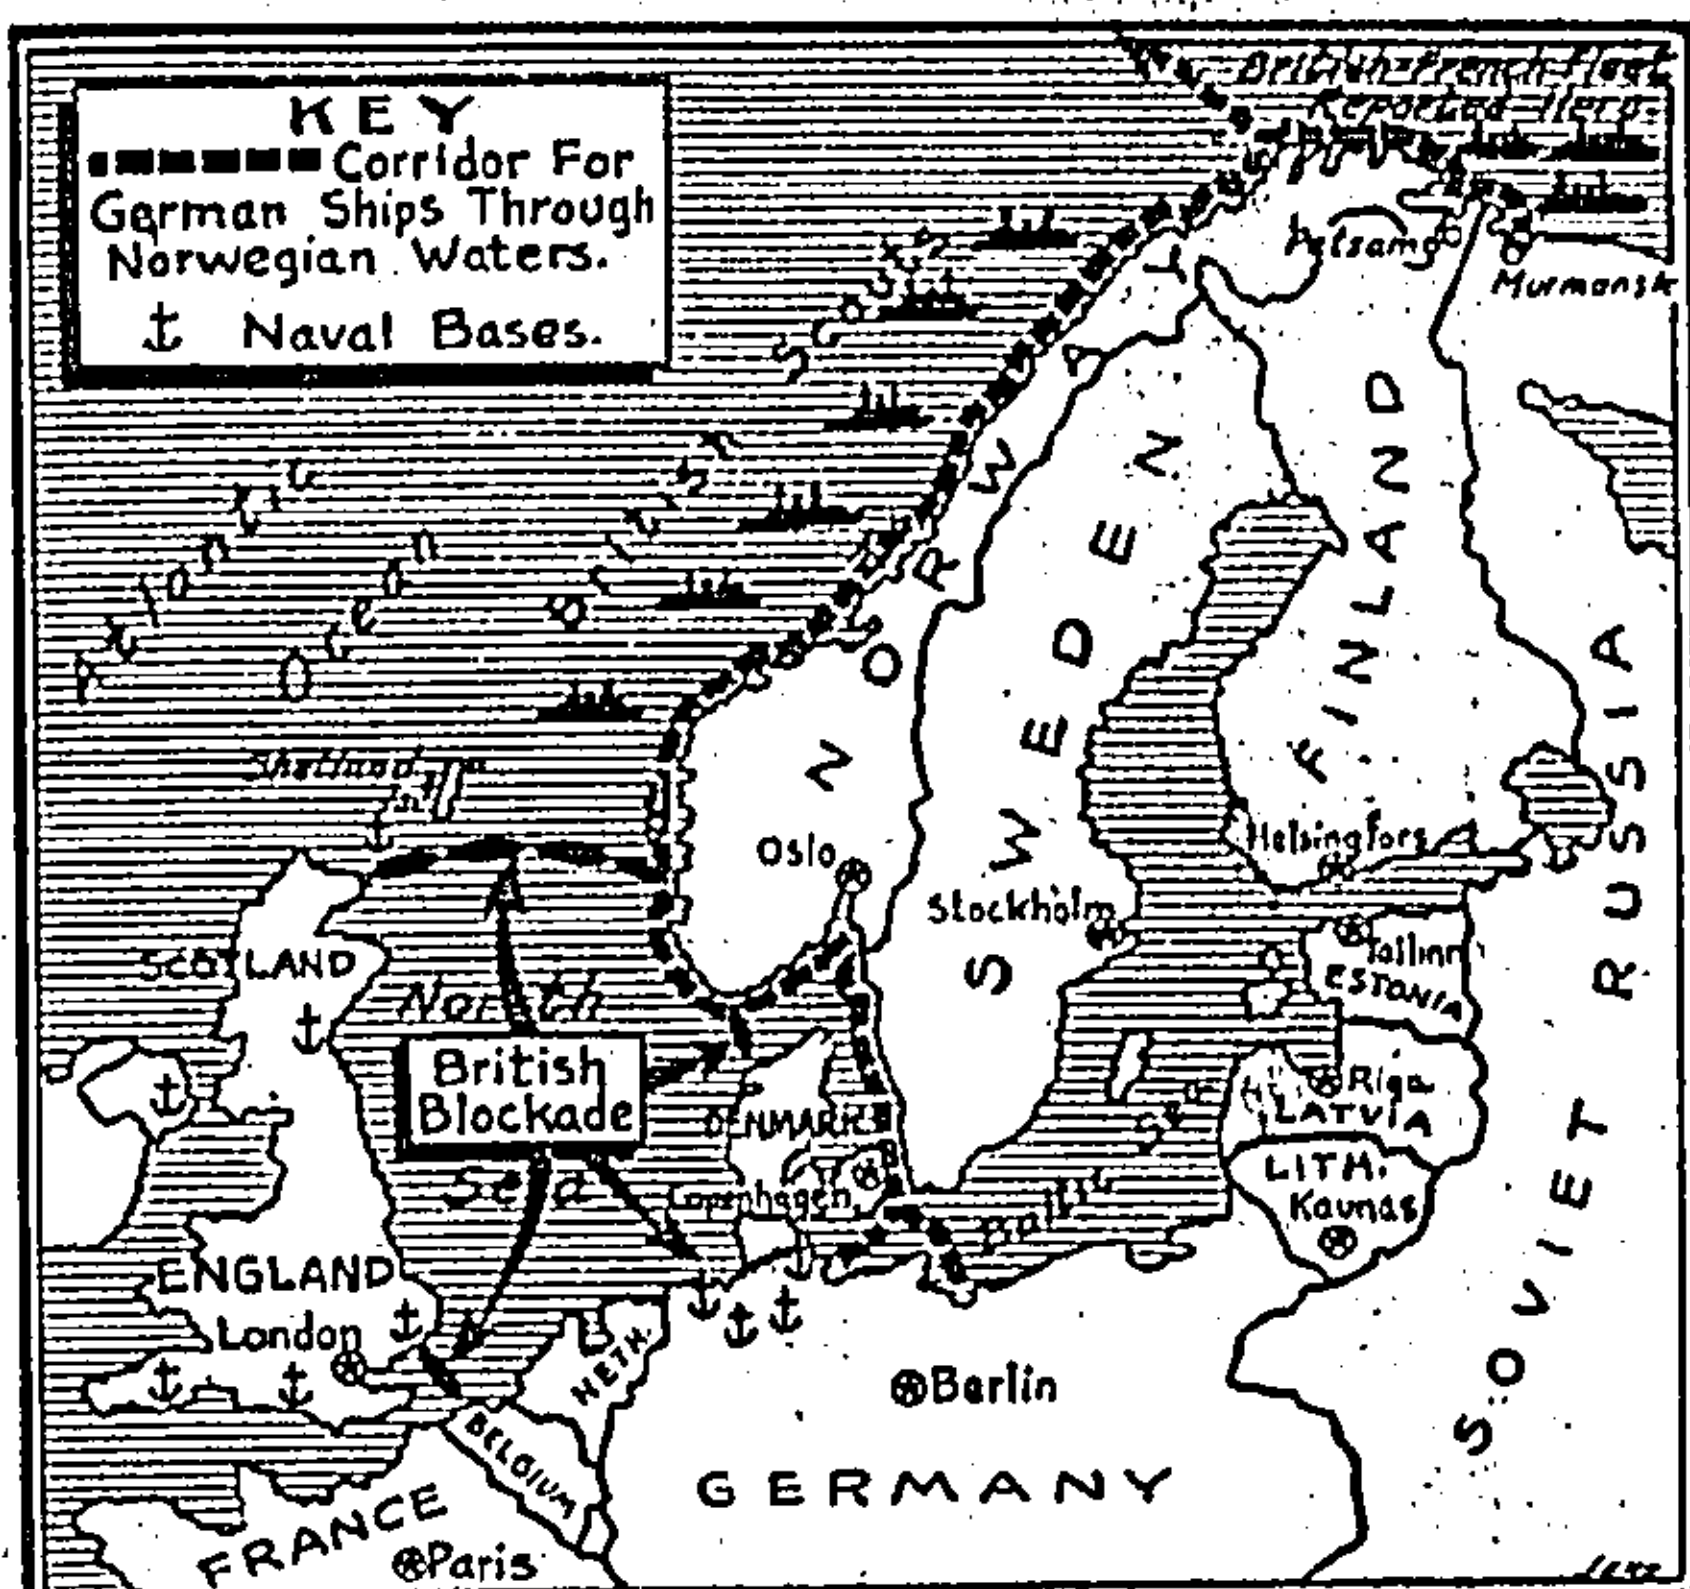 KEY
Corridor For
German Ships Through
Norwegian Waters.
Naval Bases.
British-French Fleet
Reported Here.
Petsamo
Murmansk
NORWAY
SWEDEN
FINLAND
SOVIET RUSSIA
Shetland
Oslo
Helsingfors
Stockholm
Tallinn
ESTONIA
SCOTLAND
North
Sea
British
Blockade
Riga
LATVIA
DENMARK
LITH.
Kaunas
Copenhagen
Baltic
Sea
ENGLAND
London
NETH.
Berlin
BELGIUM
GERMANY
FRANCE
Paris